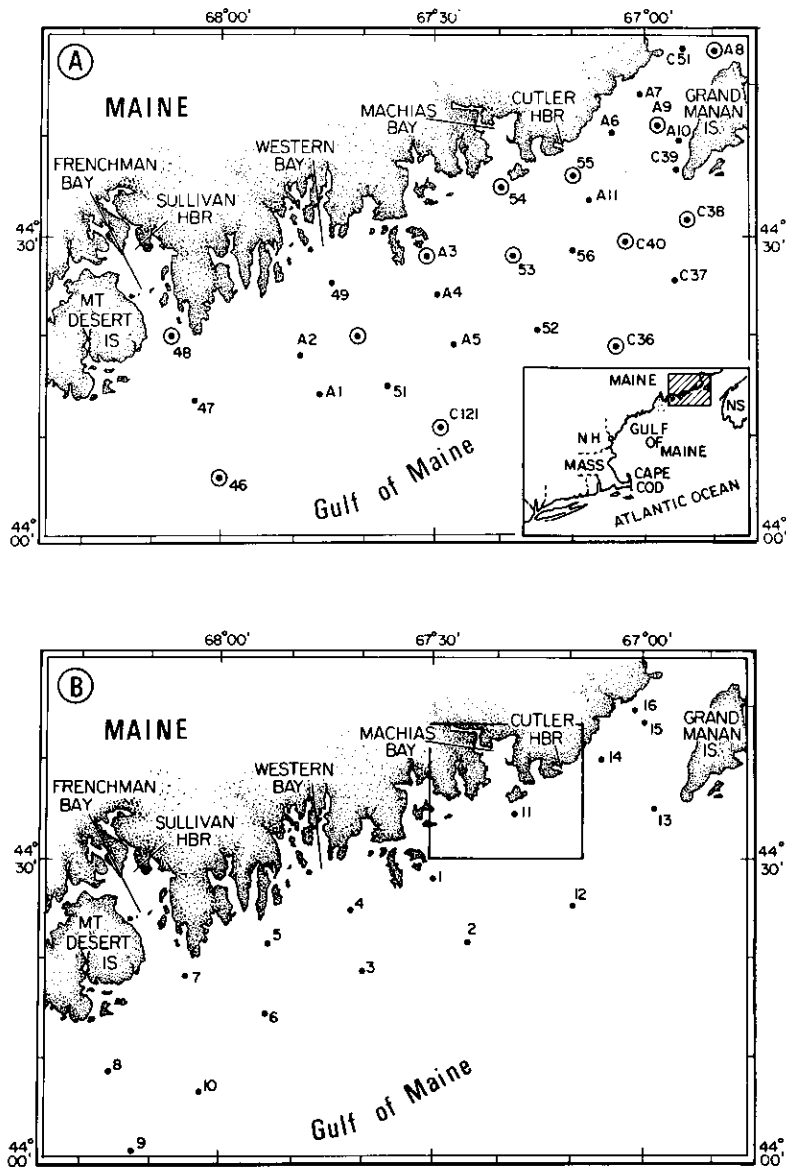 68°00'
67°30'
67°00'
A
MAINE
FRENCHMAN
BAY
SULLIVAN
HBR
WESTERN
BAY
MACHIAS
BAY
CUTLER
HBR
C51
A8
A7
A9
A6
A10
GRAND
MANAN
IS.
C39
55
54
A11
C38
44°
30'
44°
30'
A3
53
56
C40
C37
49
A4
MT
DESERT
IS
48
A2
A5
52
C36
47
A1
51
C121
46
Gulf of Maine
MAINE
NS
NH
GULF
OF
MAINE
MASS
CAPE
COD
ATLANTIC OCEAN
44°
00'
44°
00'
68°00'
67°30'
67°00'
B
MAINE
FRENCHMAN
BAY
SULLIVAN
HBR
WESTERN
BAY
MACHIAS
BAY
CUTLER
HBR
16
15
GRAND
MANAN
IS.
14
13
11
44°
30'
44°
30'
1
4
12
MT
DESERT
IS
5
2
7
3
6
8
10
9
Gulf of Maine
44°
00'
44°
00'